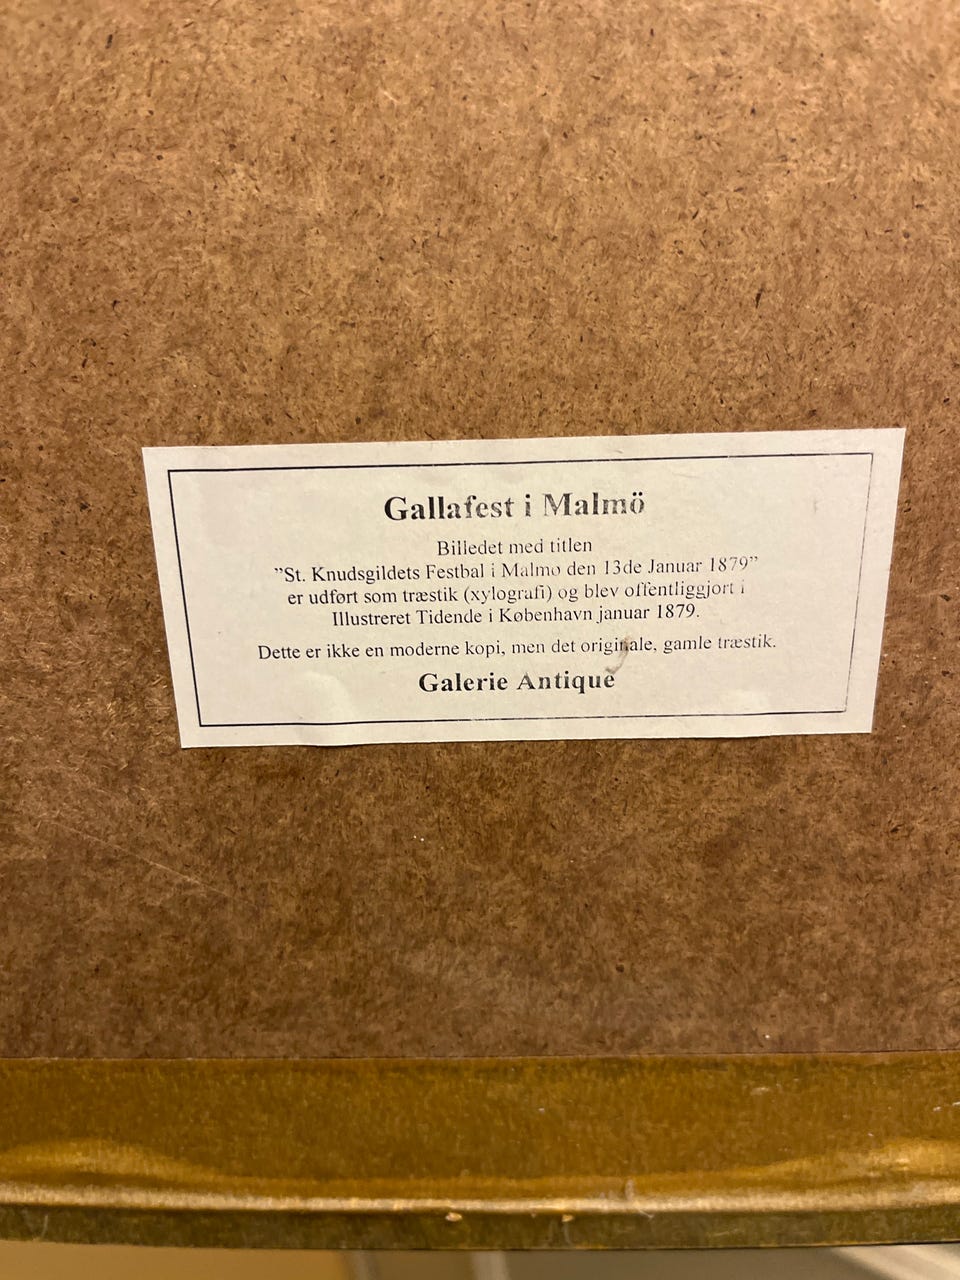 Gallafest i Malmö
Billedet med titlen
”St. Knudsgildets Festbal i Malmo den 13de Januar 1879”
er udført som træstik (xylografi) og blev offentliggjort i
Illustreret Tidende i København januar 1879.
Dette er ikke en moderne kopi, men det originale, gamle træstik.
Galerie Antique